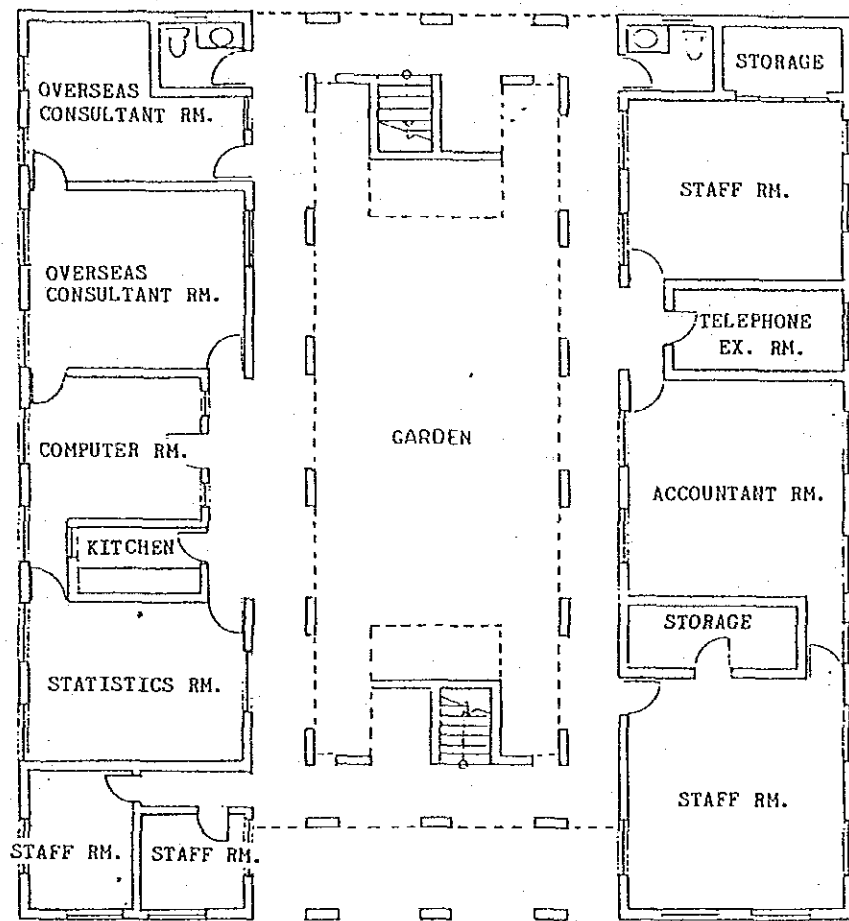 OVERSEAS
CONSULTANT RM.
STORAGE
STAFF RM.
OVERSEAS
CONSULTANT RM.
TELEPHONE
EX. RM.
COMPUTER RM.
GARDEN
ACCOUNTANT RM.
KITCHEN
STORAGE
STATISTICS RM.
STAFF RM.
STAFF RM.
STAFF RM.